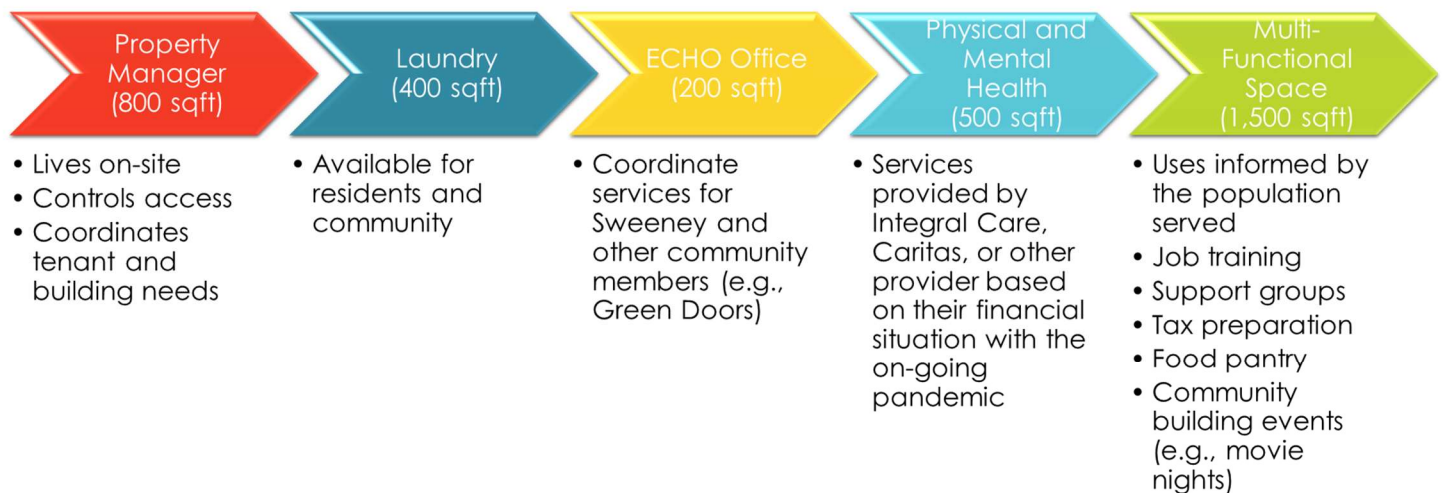 Property
Manager
(800 sqft)
• Lives on-site
• Controls access
• Coordinates
tenant and
building needs
Laundry
(400 sqft)
• Available for
residents and
community
ECHO Office
(200 sqft)
• Coordinate
services for
Sweeney and
other community
members (e.g.,
Green Doors)
Physical and
Mental
Health
(500 sqft)
• Services
provided by
Integral Care,
Caritas, or other
provider based
on their financial
situation with the
on-going
pandemic
Multi-
Functional
Space
(1,500 sqft)
• Uses informed by
the population
served
• Job training
• Support groups
• Tax preparation
• Food pantry
• Community
building events
(e.g., movie
nights)